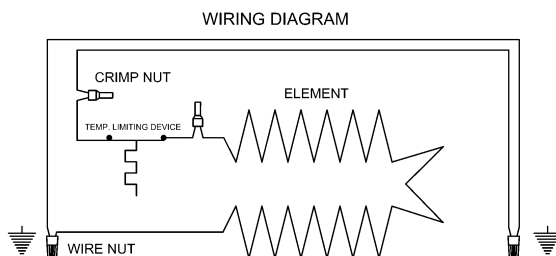 WIRING DIAGRAM
CRIMP NUT
ELEMENT
TEMP. LIMITING DEVICE
WIRE NUT